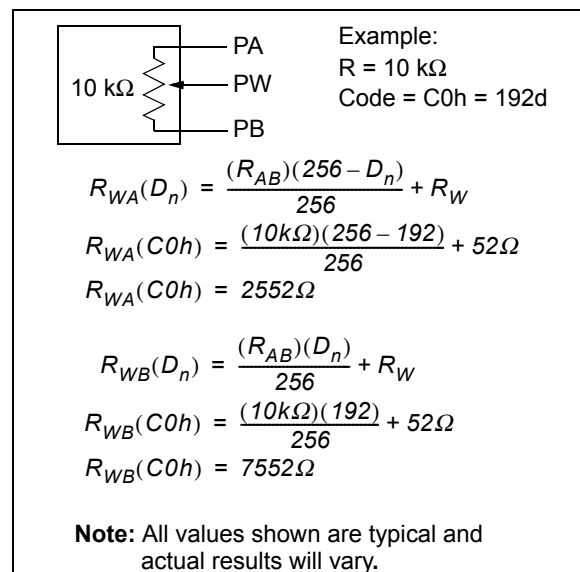 PA
Example:
10 kΩ
PW
R = 10 kΩ
Code = C0h = 192d
PB
R_WA(D_n) = (R_AB)(256 – D_n) / 256 + R_W
R_WA(C0h) = (10kΩ)(256 – 192) / 256 + 52Ω
R_WA(C0h) = 2552Ω
R_WB(D_n) = (R_AB)(D_n) / 256 + R_W
R_WB(C0h) = (10kΩ)(192) / 256 + 52Ω
R_WB(C0h) = 7552Ω
Note: All values shown are typical and
actual results will vary.